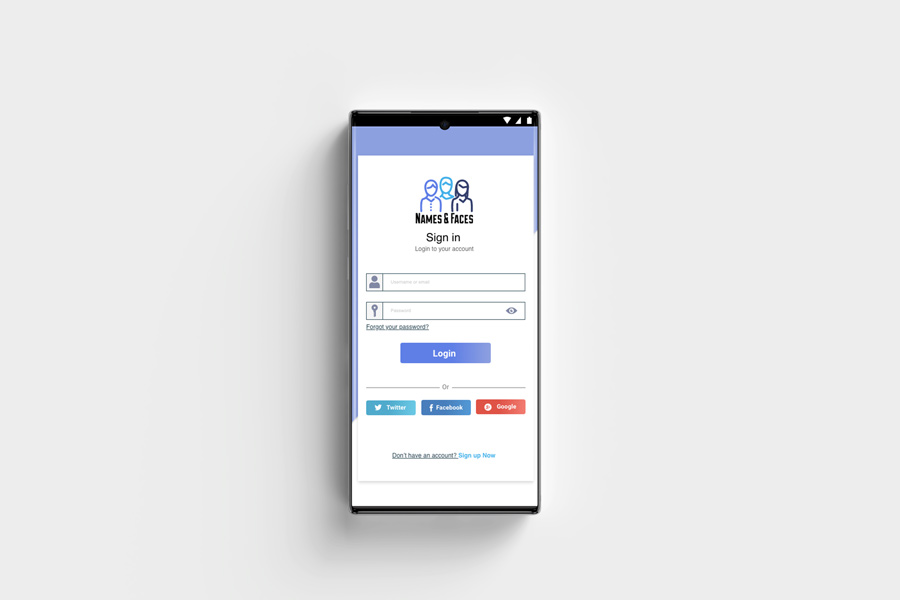 NAMES & FACES
Sign in
Login to your account
Username or email
Password
Forgot your password?
Login
Or
Twitter
Facebook
Google
Don't have an account? Sign up Now